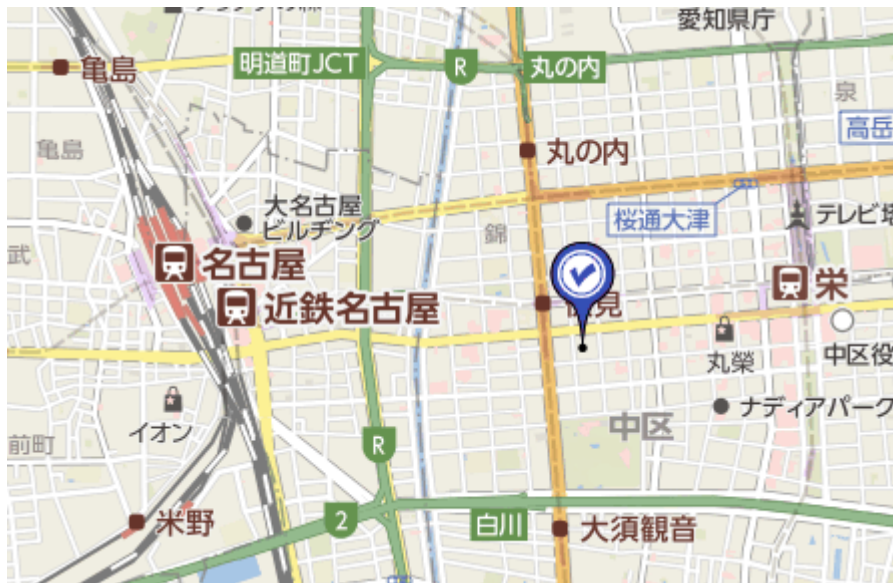 愛知県庁
明道町JCT
R
丸の内
亀島
泉
高岳
亀島
丸の内
大名古屋
ビルヂング
桜通大津
テレビ塔
武
錦
名古屋
栄
近鉄名古屋
見
丸榮
中区役
イオン
ナディアパーク
中区
前町
R
米野
2
白川
大須観音